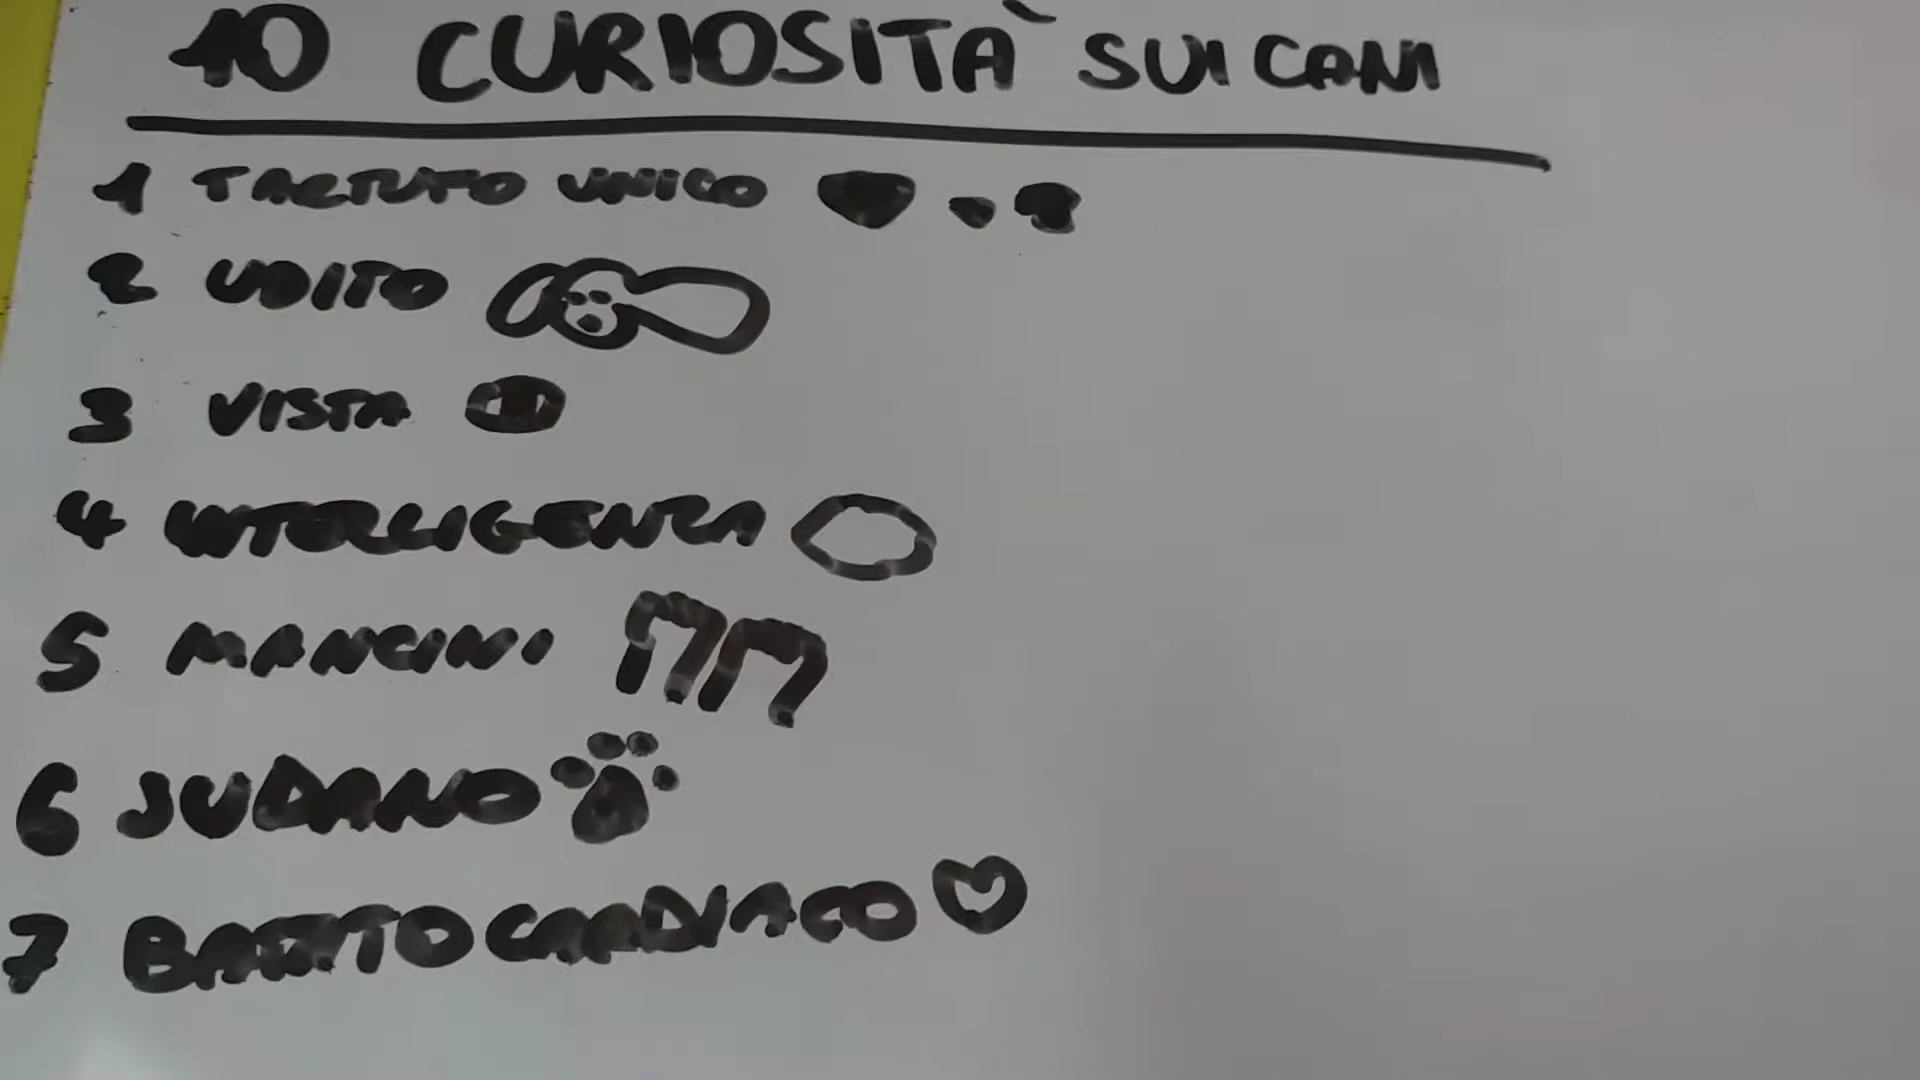 10 CURIOSITÀ SUI CANI
1 TARTUFO UNICO
2 UDITO
3 VISTA
4 INTELLIGENZA
5 MANCINI
6 SUDANO
7 BATTITO CARDIACO